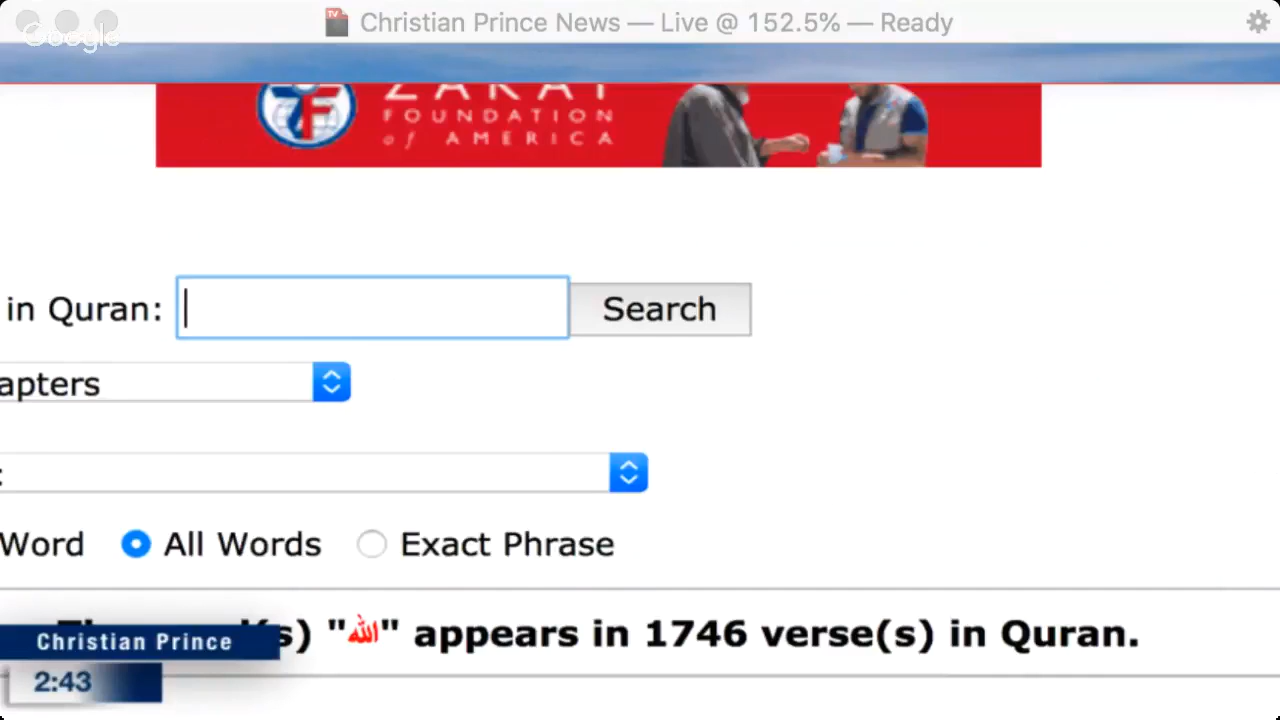 Christian Prince News — Live @ 152.5% — Ready
Google
ZAKAT
FOUNDATION
of AMERICA
in Quran:
Search
apters
:
Word All Words Exact Phrase
(s) "الله" appears in 1746 verse(s) in Quran.
Christian Prince
2:43